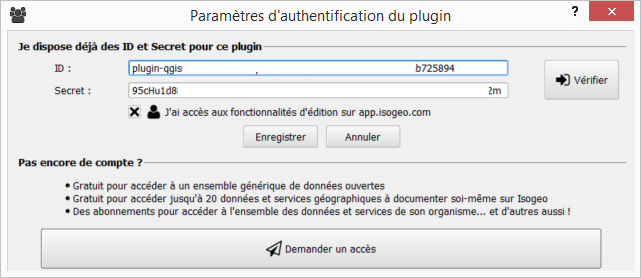 Paramètres d'authentification du plugin
?
Je dispose déjà des ID et Secret pour ce plugin
ID : plugin-qgis b725894
Vérifier
Secret : 95cHu1d8 2m
J'ai accès aux fonctionnalités d'édition sur app.isogeo.com
Enregistrer Annuler
Pas encore de compte ?
• Gratuit pour accéder à un ensemble générique de données ouvertes
• Gratuit pour accéder jusqu'à 20 données et services géographiques à documenter soi-même sur Isogeo
• Des abonnements pour accéder à l'ensemble des données et services de son organisme... et d'autres aussi !
Demander un accès